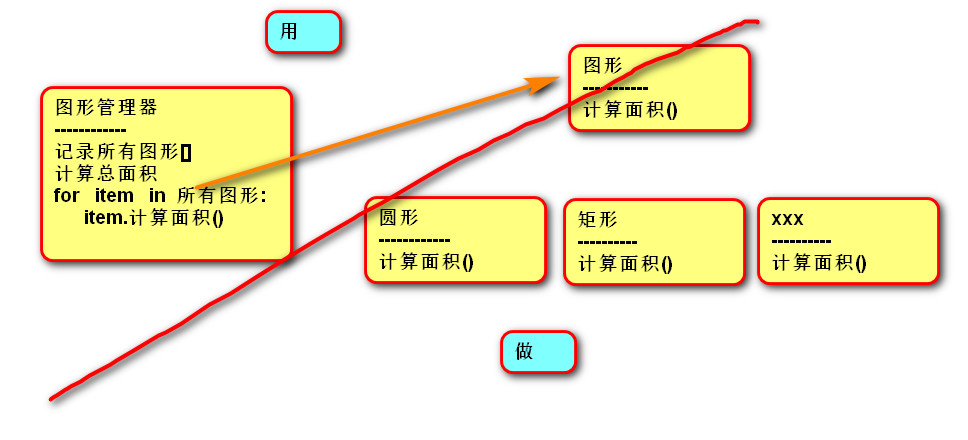 用
图形
-----------
计算面积()
图形管理器
------------
记录所有图形[]
计算总面积
for item in 所有图形:
item.计算面积()
圆形
------------
计算面积()
矩形
----------
计算面积()
xxx
----------
计算面积()
做